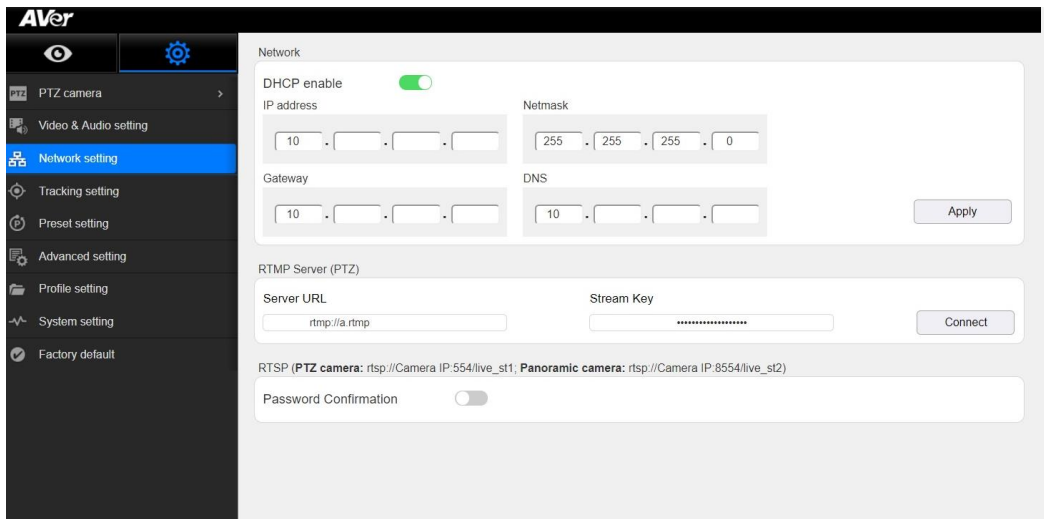 AVer
Network
DHCP enable
IP address
Netmask
10 . . .
255 . 255 . 255 . 0
Gateway
DNS
10 . . .
10 . . .
Apply
RTMP Server (PTZ)
Server URL
Stream Key
rtmp://a.rtmp
••••••••••••••••••
Connect
RTSP (PTZ camera: rtsp://Camera IP:554/live_st1; Panoramic camera: rtsp://Camera IP:8554/live_st2)
Password Confirmation
PTZ PTZ camera >
Video & Audio setting
Network setting
Tracking setting
P Preset setting
Advanced setting
Profile setting
System setting
Factory default